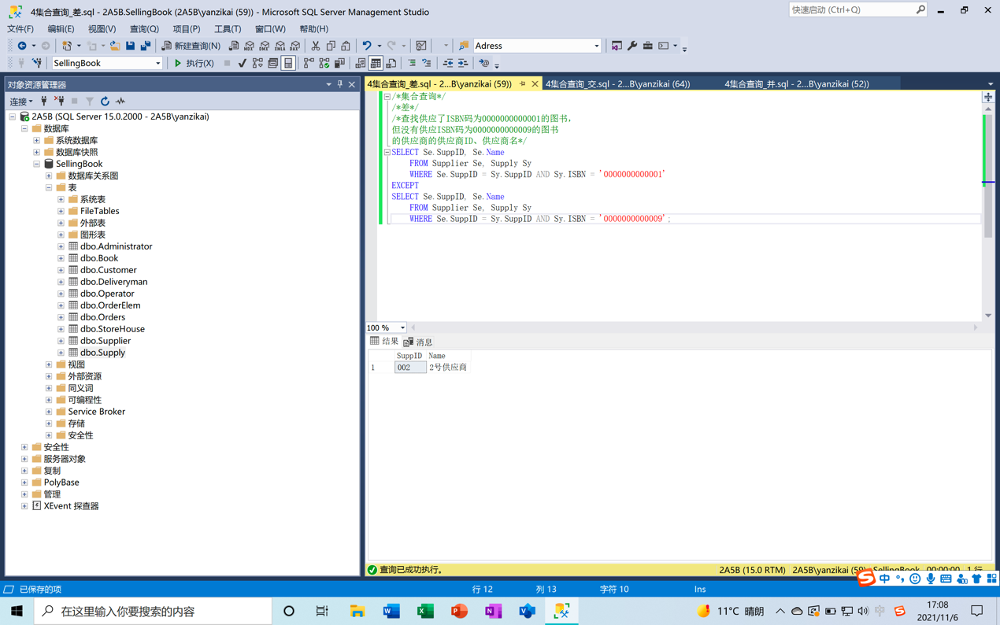 4集合查询_差.sql - 2A5B.SellingBook (2A5B\yanzikai (59)) - Microsoft SQL Server Management Studio
快速启动 (Ctrl+Q)
文件(F) 编辑(E) 视图(V) 查询(Q) 项目(P) 工具(T) 窗口(W) 帮助(H)
新建查询(N) Adress
SellingBook 执行(X)
对象资源管理器
连接
2A5B (SQL Server 15.0.2000 - 2A5B\yanzikai)
数据库
系统数据库
数据库快照
SellingBook
数据库关系图
表
系统表
FileTables
外部表
图形表
dbo.Administrator
dbo.Book
dbo.Customer
dbo.Deliveryman
dbo.Operator
dbo.OrderElem
dbo.Orders
dbo.StoreHouse
dbo.Supplier
dbo.Supply
视图
外部资源
同义词
可编程性
Service Broker
存储
安全性
安全性
服务器对象
复制
PolyBase
管理
XEvent 探查器
4集合查询_差.sql - 2...B\yanzikai (59)) 4集合查询_交.sql - 2...B\yanzikai (64)) 4集合查询_并.sql - 2...B\yanzikai (52))
/*集合查询*/
/*差*/
/*查找供应了ISBN码为0000000000001的图书，
但没有供应ISBN码为0000000000009的图书
的供应商的供应商ID、供应商名*/
SELECT Se.SuppID, Se.Name
FROM Supplier Se, Supply Sy
WHERE Se.SuppID = Sy.SuppID AND Sy.ISBN = '0000000000001'
EXCEPT
SELECT Se.SuppID, Se.Name
FROM Supplier Se, Supply Sy
WHERE Se.SuppID = Sy.SuppID AND Sy.ISBN = '0000000000009';
100 %
结果 消息
SuppID Name
1 002 2号供应商
查询已成功执行。 2A5B (15.0 RTM) 2A5B\yanzikai (59) SellingBook 00:00:00 1 行
中
已保存的项 行 12 列 13 字符 10 Ins
在这里输入你要搜索的内容
11°C 晴朗 中 17:08
2021/11/6